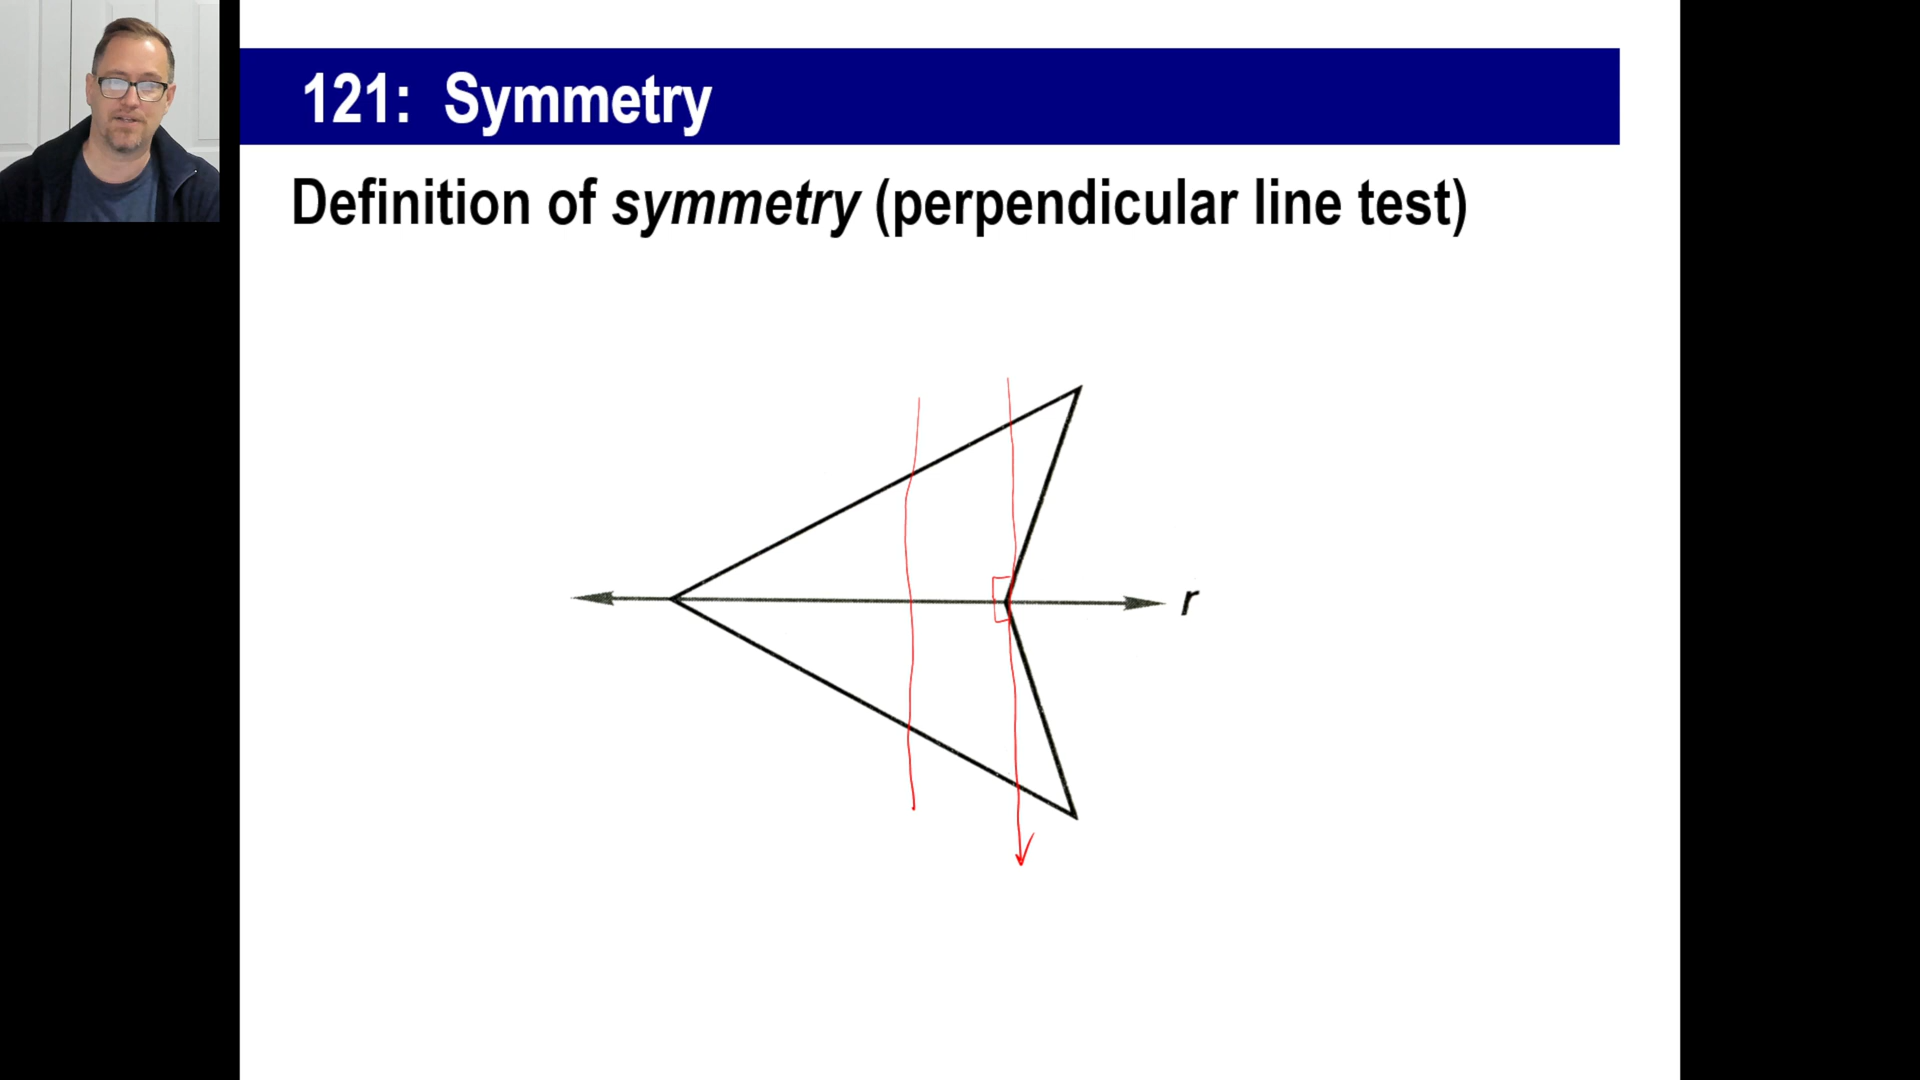 121: Symmetry
Definition of symmetry (perpendicular line test)
r